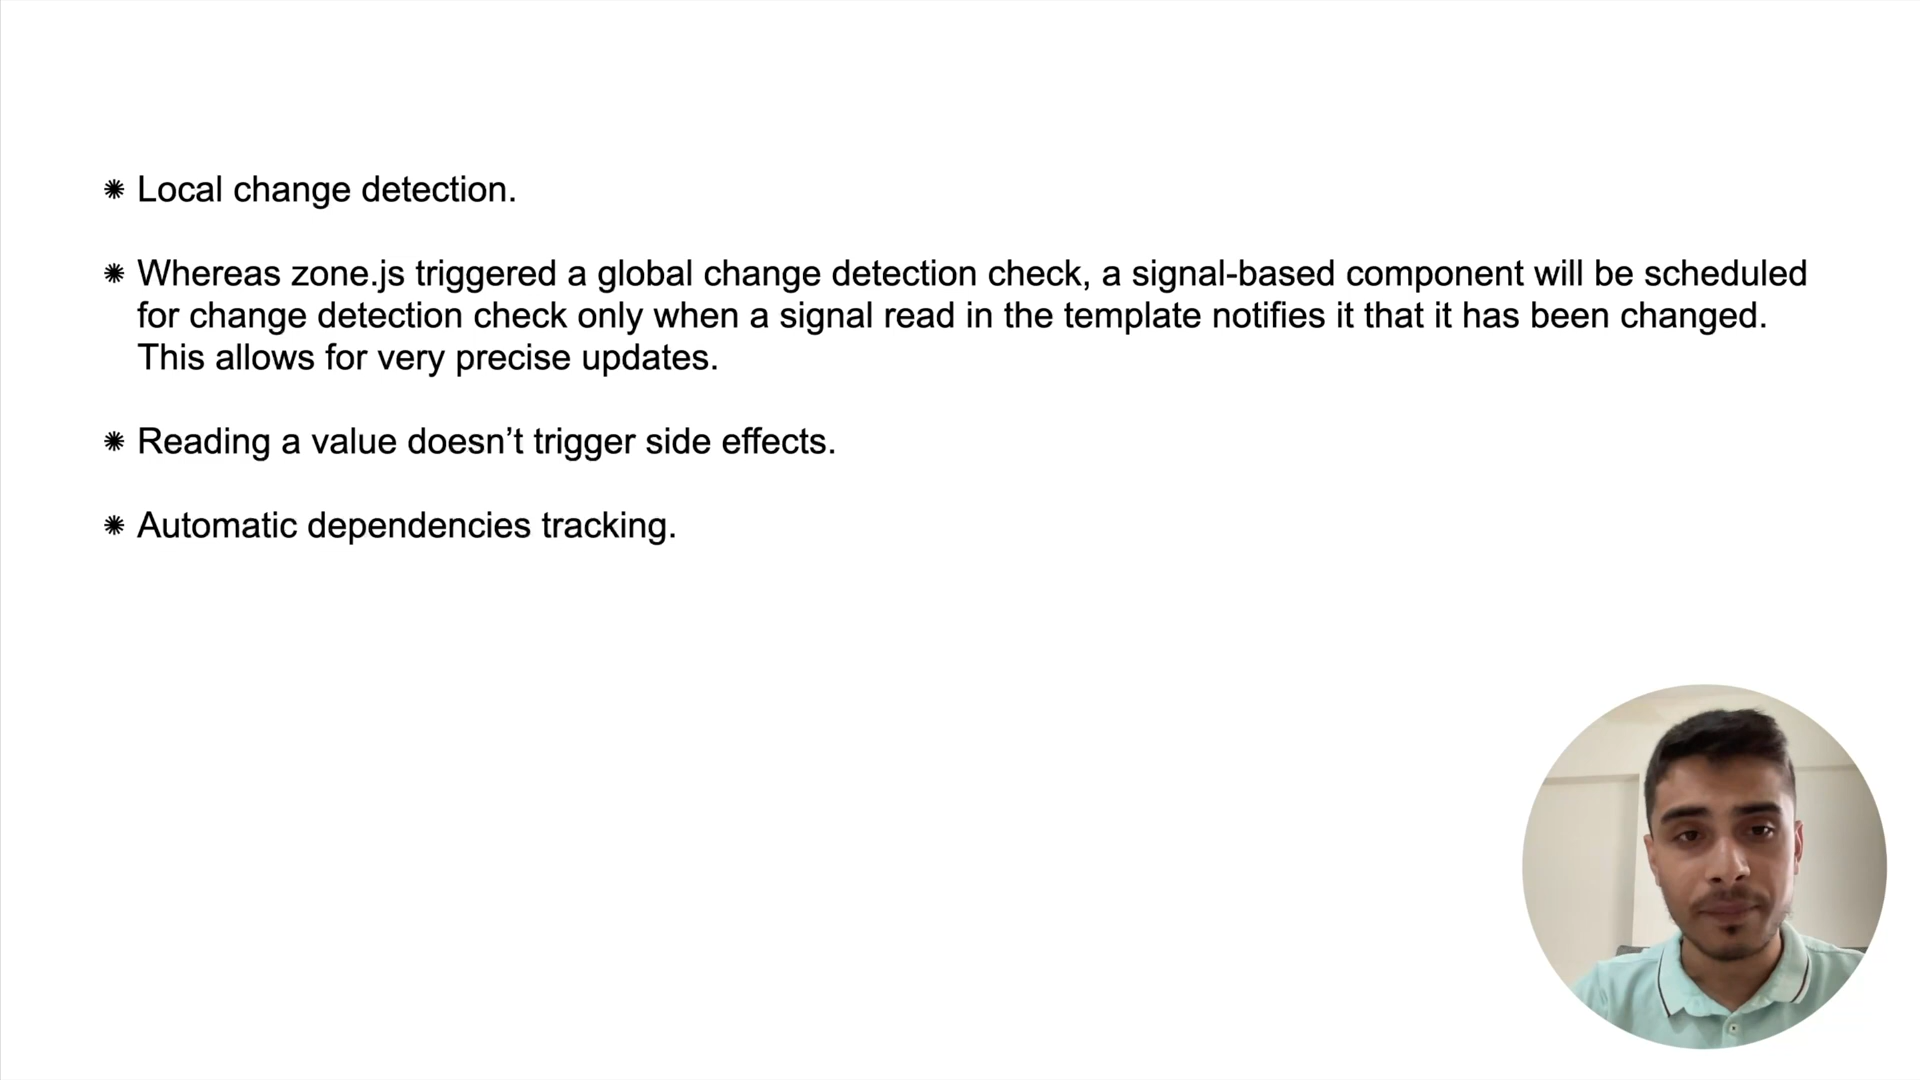 ✷ Local change detection.
✷ Whereas zone.js triggered a global change detection check, a signal-based component will be scheduled
for change detection check only when a signal read in the template notifies it that it has been changed.
This allows for very precise updates.
✷ Reading a value doesn’t trigger side effects.
✷ Automatic dependencies tracking.